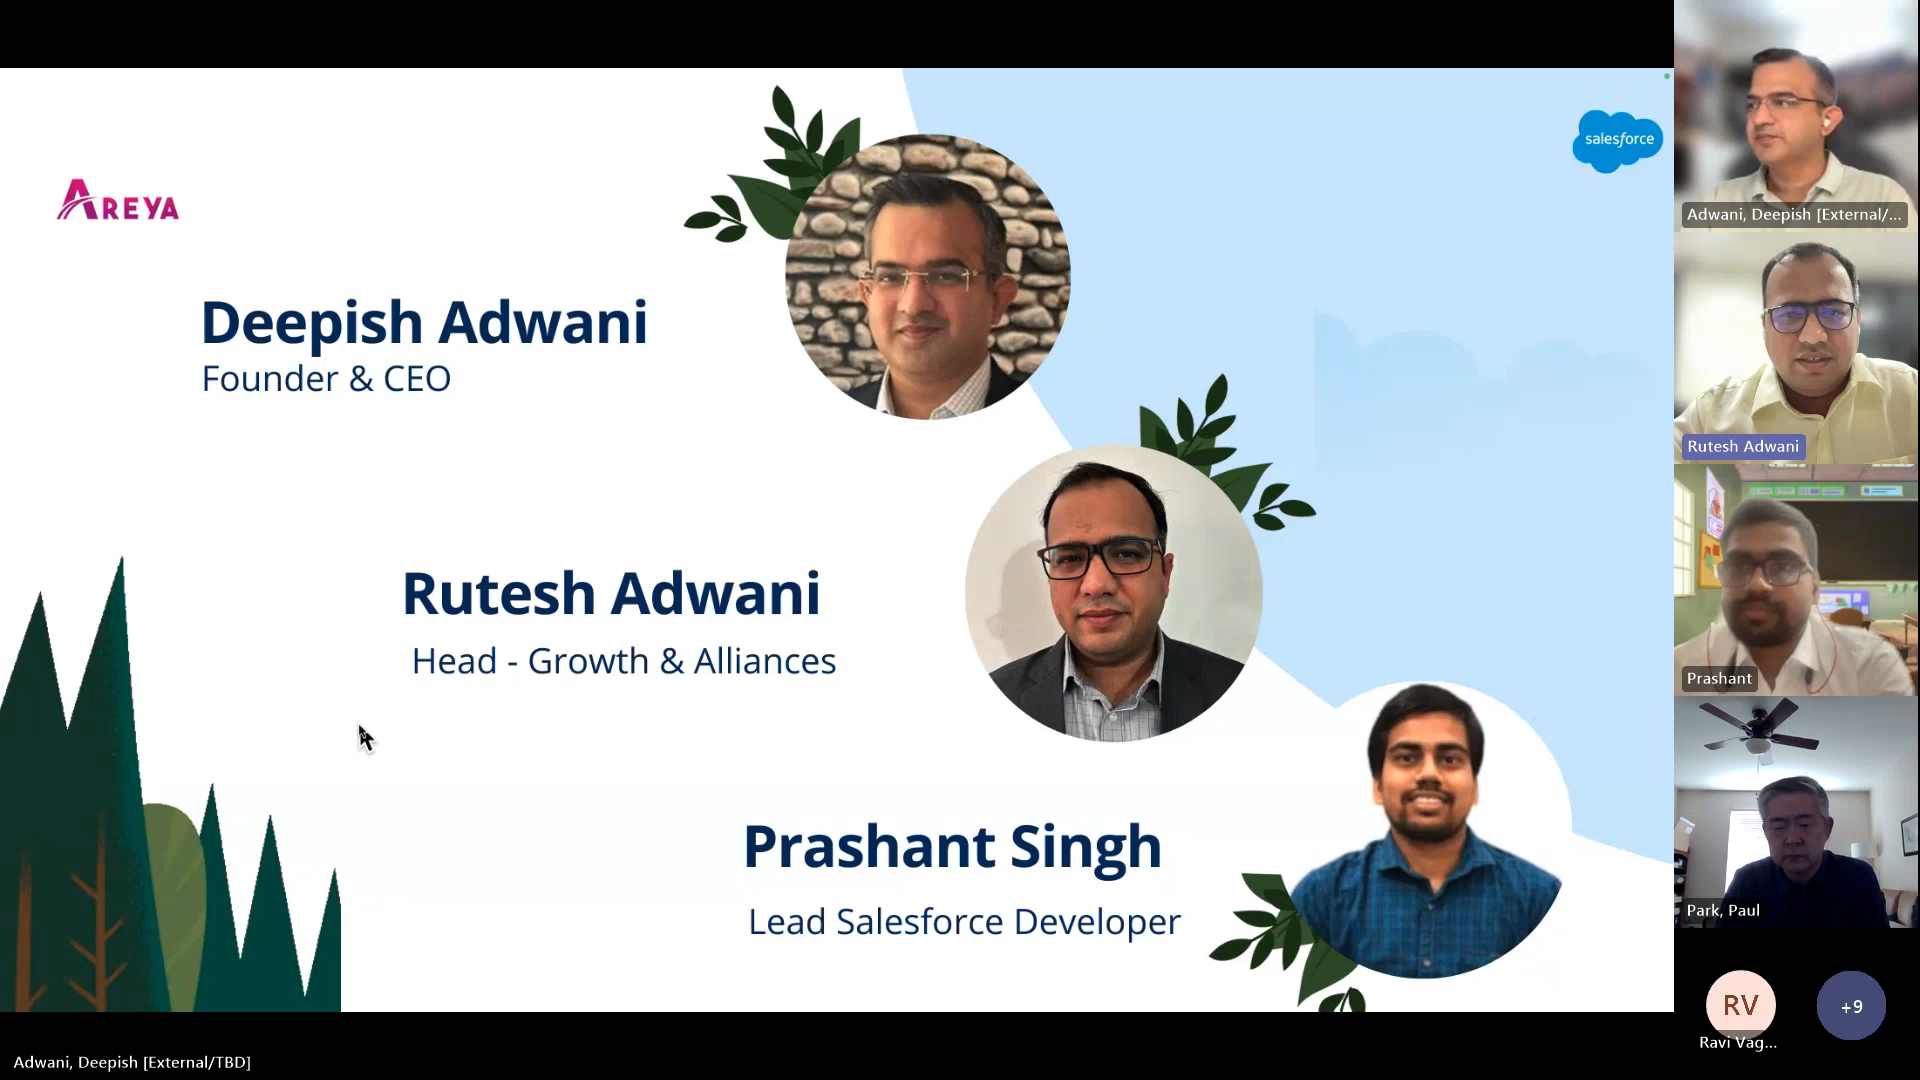 AREYA
salesforce
Deepish Adwani
Founder & CEO
Rutesh Adwani
Head - Growth & Alliances
Prashant Singh
Lead Salesforce Developer
Adwani, Deepish [External/...
Rutesh Adwani
Prashant
Park, Paul
RV
+9
Ravi Vag...
Adwani, Deepish [External/TBD]